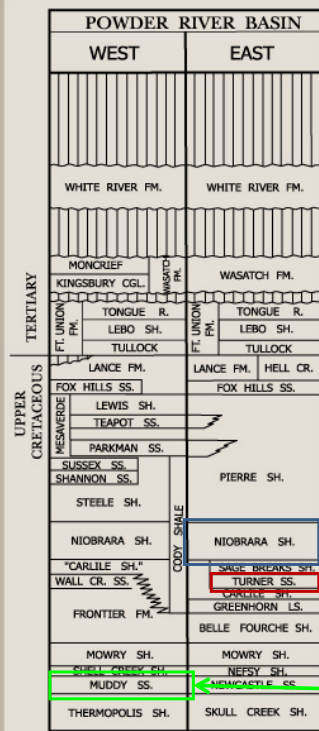 POWDER RIVER BASIN
WEST EAST
WHITE RIVER FM. WHITE RIVER FM.
TERTIARY
MONCRIEF
KINGSBURY CGL.
WASATCH FM.
WASATCH FM.
FT. UNION FM.
TONGUE R.
LEBO SH.
TULLOCK
FT. UNION FM.
TONGUE R.
LEBO SH.
TULLOCK
UPPER CRETACEOUS
LANCE FM. LANCE FM. HELL CR.
FOX HILLS SS. FOX HILLS SS.
MESAVERDE
LEWIS SH.
TEAPOT SS.
PARKMAN SS.
SUSSEX SS.
SHANNON SS.
PIERRE SH.
STEELE SH.
CODY SHALE
NIOBRARA SH. NIOBRARA SH.
"CARLILE SH." SAGE BREAKS SH.
WALL CR. SS. TURNER SS.
CARLILE SH.
FRONTIER FM. GREENHORN LS.
BELLE FOURCHE SH.
MOWRY SH. MOWRY SH.
SHELL CREEK SH. NEFSY SH.
MUDDY SS. NEWCASTLE SS.
THERMOPOLIS SH. SKULL CREEK SH.